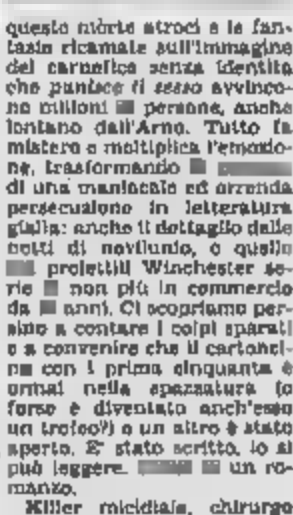 queste morte atroci e le fan-
tasie ricamate sull'immagine
del carnefice senza identità
che punisce il sesso avvinco-
no milioni persone, anche
lontano dall'Arno. Tutto fa
mistero e moltiplica l'emozio-
ne, trasformando
di una maniacale ed orrenda
persecuzione in letteratura
gialla: anche il dettaglio delle
notti di novilunio, o quello
proiettili Winchester se-
rie non più in commercio
da anni. Ci scopriamo per-
sino a contare i colpi sparati
e a convenire che il cartonci-
no con i prima cinquanta è
ormai nella spazzatura (o
forse è diventato anch'esso
un trofeo?) e un altro è stato
aperto. E' stato scritto, lo si
può leggere. un ro-
manzo.
Killer micidiale, chirurgo